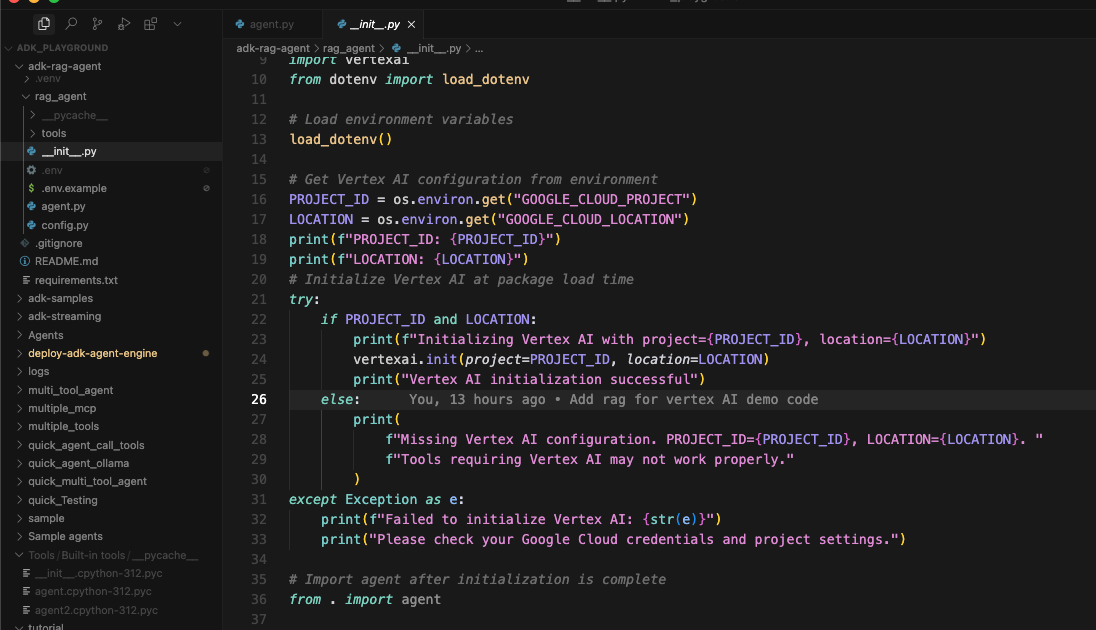 agent.py
__init__.py
ADK_PLAYGROUND
adk-rag-agent
.venv
rag_agent
__pycache__
tools
__init__.py
.env
.env.example
agent.py
config.py
.gitignore
README.md
requirements.txt
adk-samples
adk-streaming
Agents
deploy-adk-agent-engine
logs
multi_tool_agent
multiple_mcp
multiple_tools
quick_agent_call_tools
quick_agent_ollama
quick_multi_tool_agent
quick_Testing
sample
Sample agents
Tools / Built-in tools / __pycache__
__init__.cpython-312.pyc
agent.cpython-312.pyc
agent2.cpython-312.pyc
tutorial
adk-rag-agent > rag_agent > __init__.py > ...
9 import vertexai
10 from dotenv import load_dotenv
11
12 # Load environment variables
13 load_dotenv()
14
15 # Get Vertex AI configuration from environment
16 PROJECT_ID = os.environ.get("GOOGLE_CLOUD_PROJECT")
17 LOCATION = os.environ.get("GOOGLE_CLOUD_LOCATION")
18 print(f"PROJECT_ID: {PROJECT_ID}")
19 print(f"LOCATION: {LOCATION}")
20 # Initialize Vertex AI at package load time
21 try:
22 if PROJECT_ID and LOCATION:
23 print(f"Initializing Vertex AI with project={PROJECT_ID}, location={LOCATION}")
24 vertexai.init(project=PROJECT_ID, location=LOCATION)
25 print("Vertex AI initialization successful")
26 else: You, 13 hours ago • Add rag for vertex AI demo code
27 print(
28 f"Missing Vertex AI configuration. PROJECT_ID={PROJECT_ID}, LOCATION={LOCATION}. "
29 f"Tools requiring Vertex AI may not work properly."
30 )
31 except Exception as e:
32 print(f"Failed to initialize Vertex AI: {str(e)}")
33 print("Please check your Google Cloud credentials and project settings.")
34
35 # Import agent after initialization is complete
36 from . import agent
37